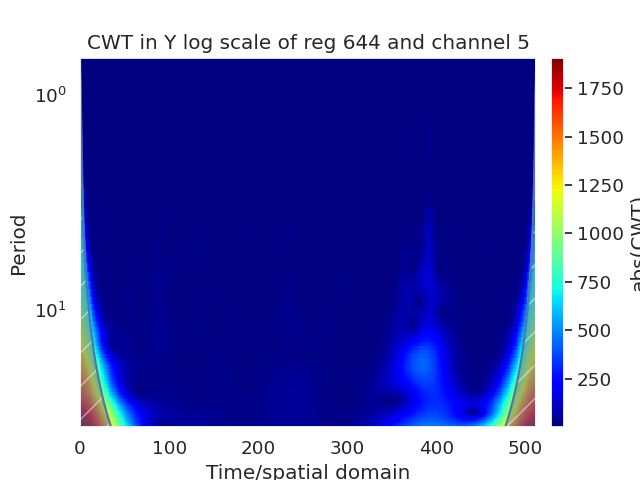 CWT in Y log scale of reg 644 and channel 5
10⁰
10¹
Period
0 100 200 300 400 500
Time/spatial domain
1750
1500
1250
1000
750
500
250
abs(CWT)